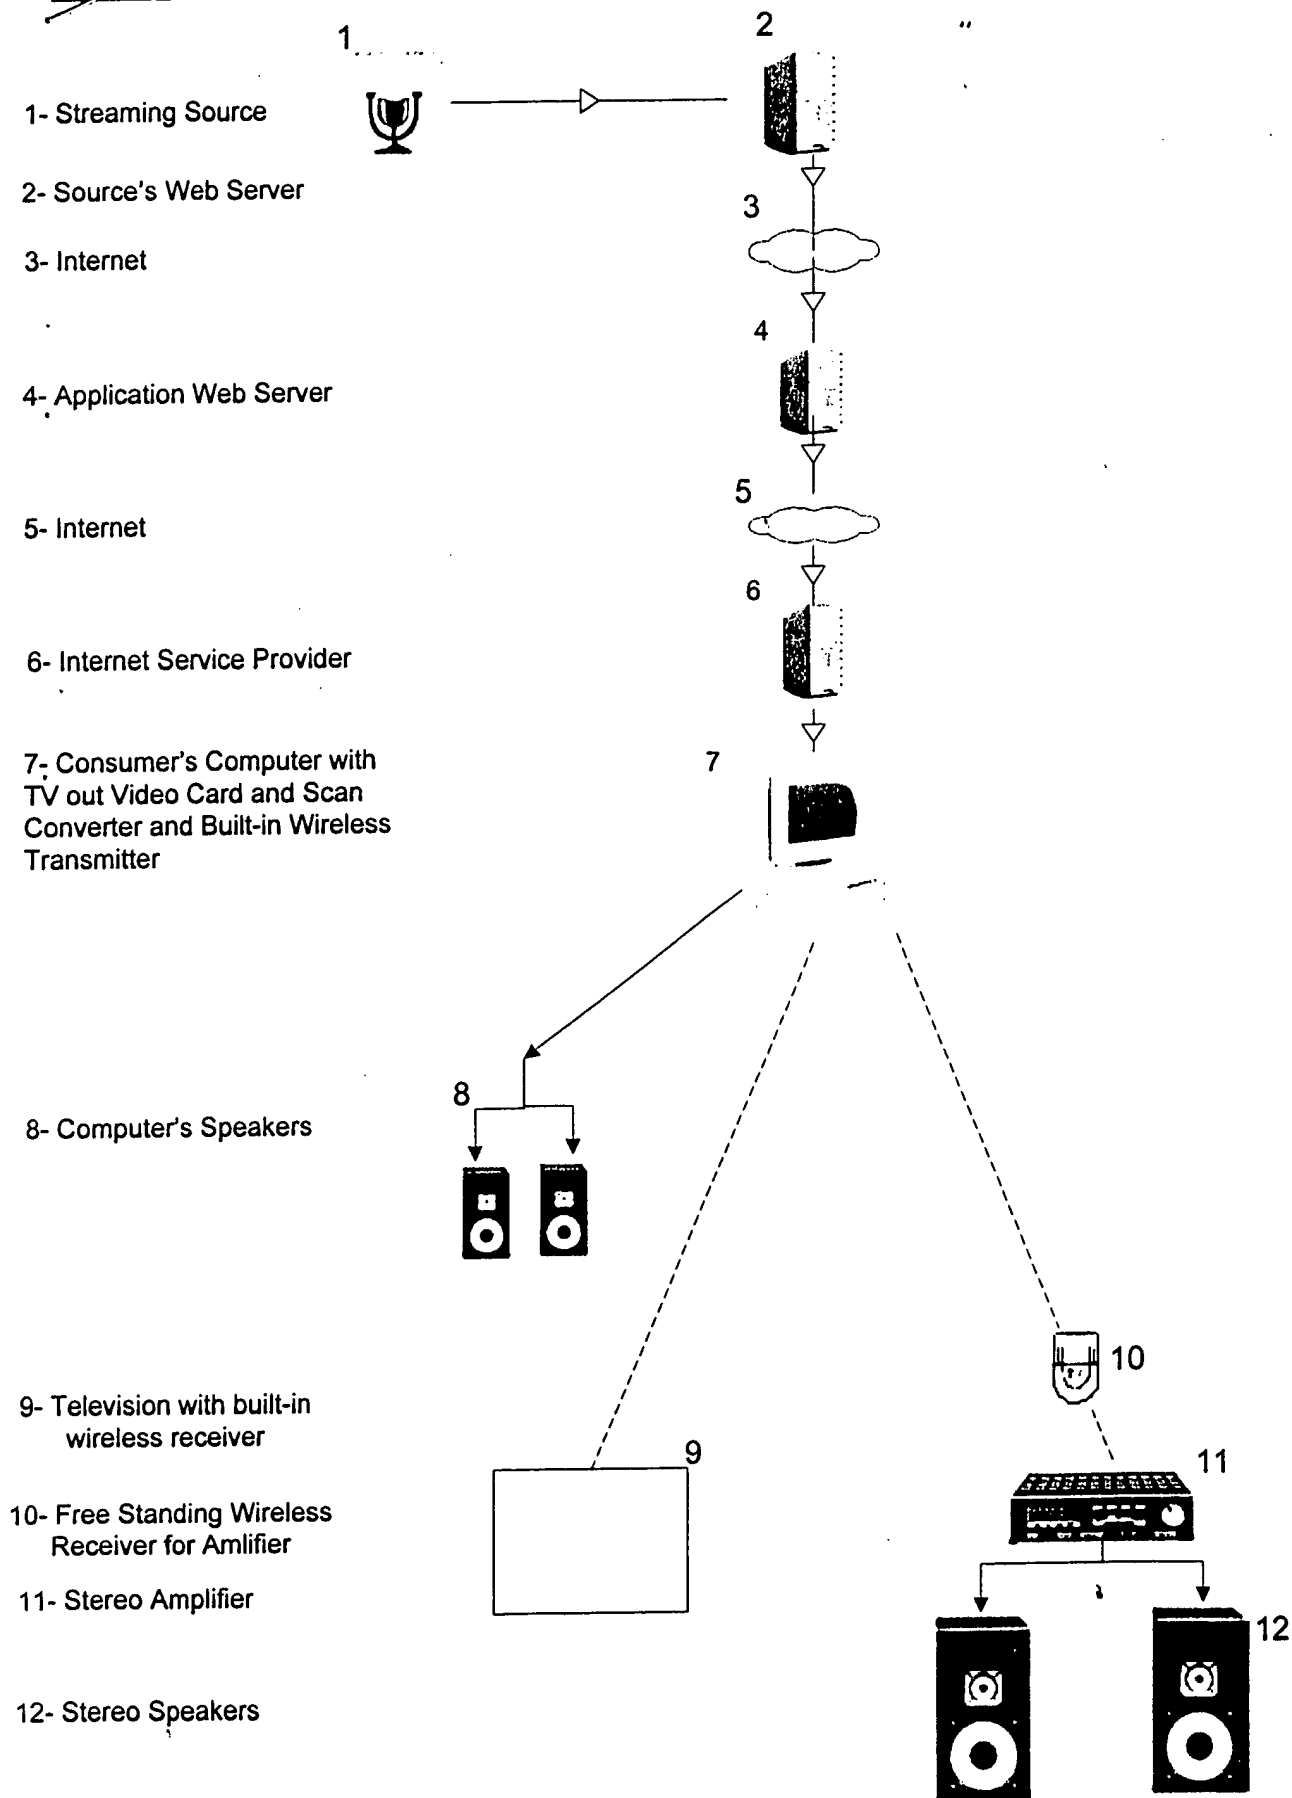 1
2
1- Streaming Source
2- Source's Web Server
3
3- Internet
4
4- Application Web Server
5
5- Internet
6
6- Internet Service Provider
7
7- Consumer's Computer with
TV out Video Card and Scan
Converter and Built-in Wireless
Transmitter
8
8- Computer's Speakers
10
9- Television with built-in
wireless receiver
9
11
10- Free Standing Wireless
Receiver for Amlifier
11- Stereo Amplifier
12
12- Stereo Speakers